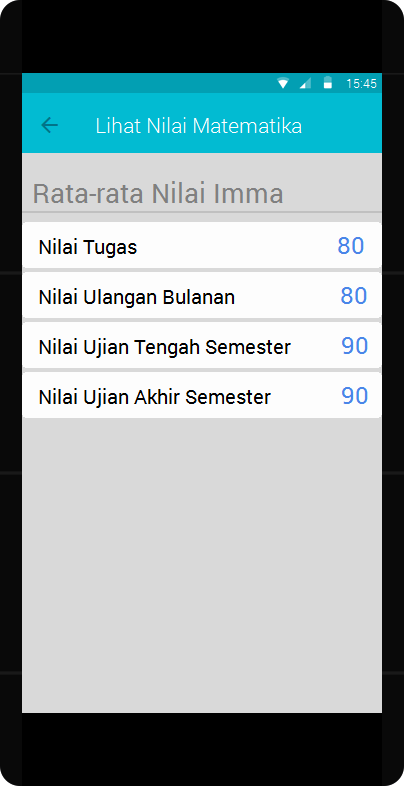 15:45
Lihat Nilai Matematika
Rata-rata Nilai Imma
Nilai Tugas 80
Nilai Ulangan Bulanan 80
Nilai Ujian Tengah Semester 90
Nilai Ujian Akhir Semester 90